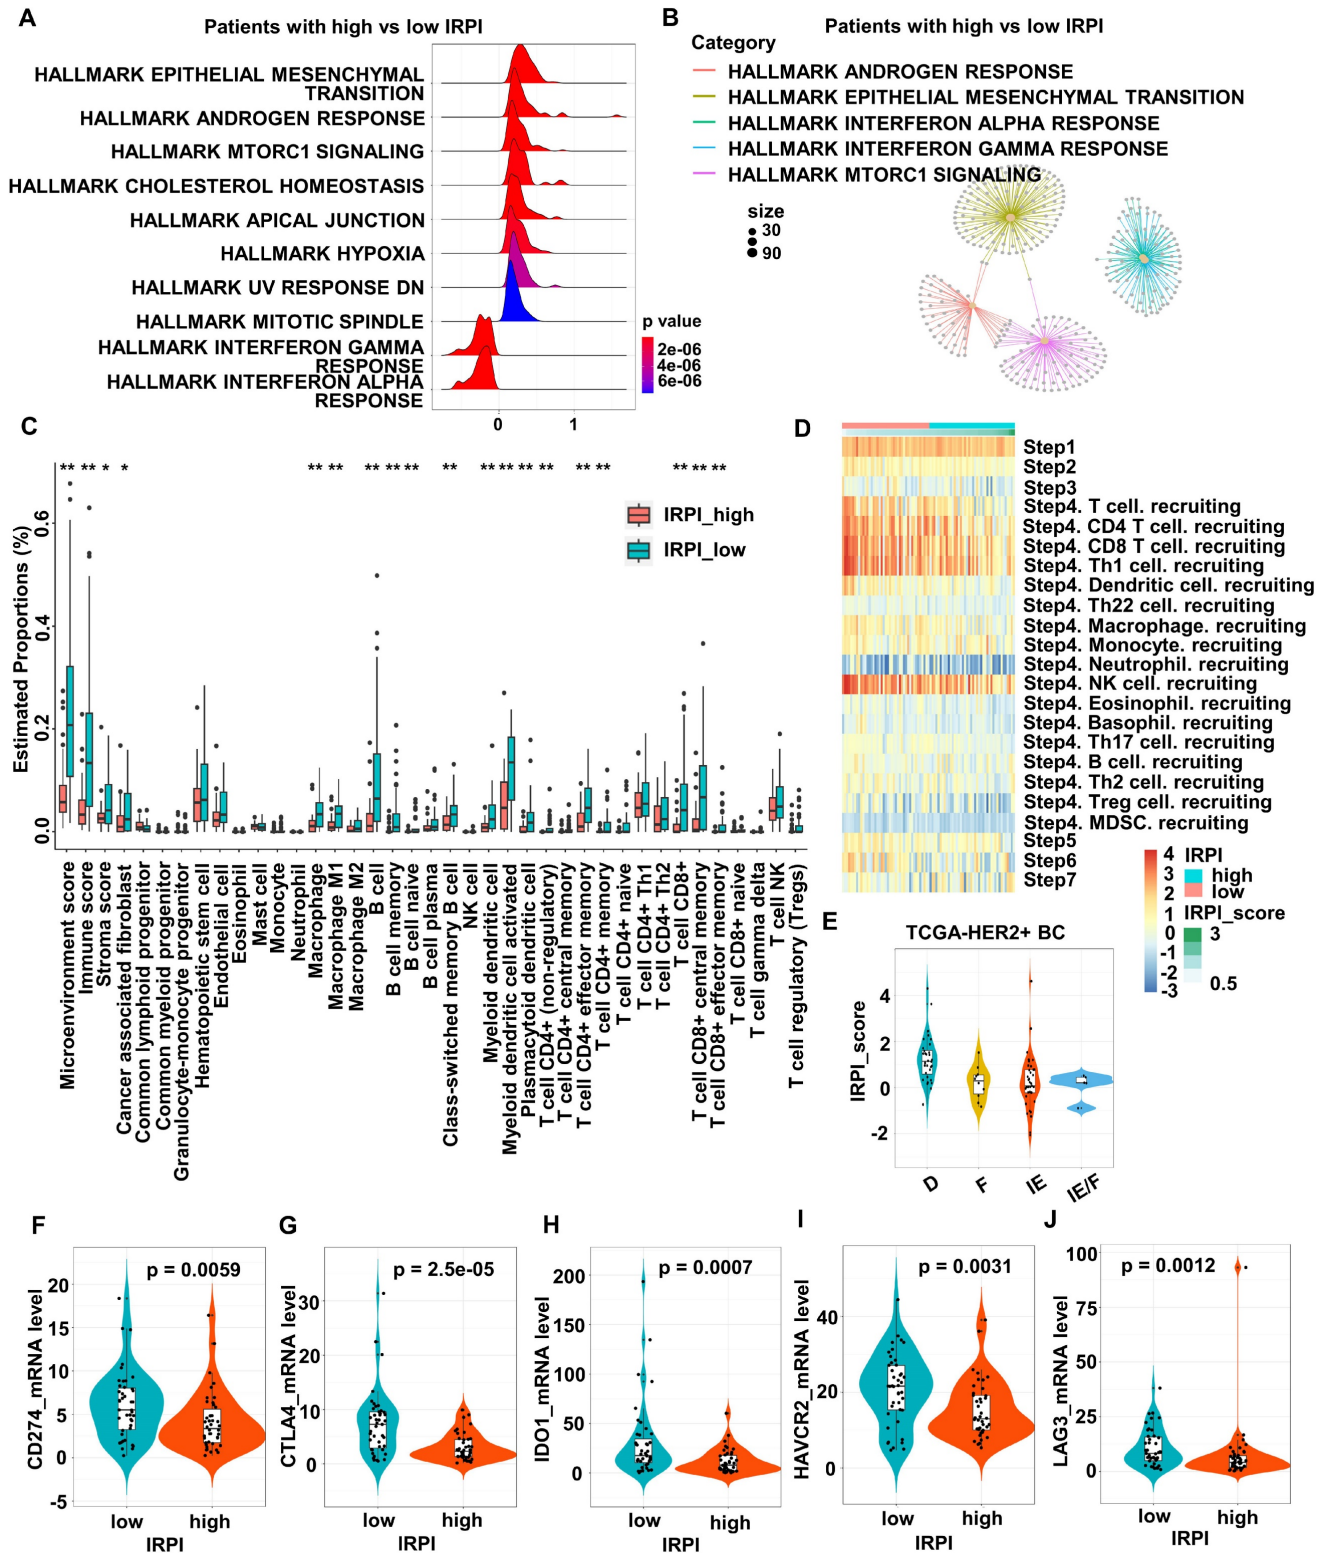 A
Patients with high vs low IRPI
HALLMARK EPITHELIAL MESENCHYMAL
TRANSITION
HALLMARK ANDROGEN RESPONSE
HALLMARK MTORC1 SIGNALING
HALLMARK CHOLESTEROL HOMEOSTASIS
HALLMARK APICAL JUNCTION
HALLMARK HYPOXIA
HALLMARK UV RESPONSE DN
HALLMARK MITOTIC SPINDLE
HALLMARK INTERFERON GAMMA
RESPONSE
HALLMARK INTERFERON ALPHA
RESPONSE
0
1
p value
2e-06
4e-06
6e-06
B
Patients with high vs low IRPI
Category
HALLMARK ANDROGEN RESPONSE
HALLMARK EPITHELIAL MESENCHYMAL TRANSITION
HALLMARK INTERFERON ALPHA RESPONSE
HALLMARK INTERFERON GAMMA RESPONSE
HALLMARK MTORC1 SIGNALING
size
30
90
C
Estimated Proportions (%)
0.6
0.4
0.2
0.0
** ** * * ** ** ** ** ** ** ** ** ** ** ** ** ** ** **
IRPI_high
IRPI_low
Microenvironment score
Immune score
Stroma score
Cancer associated fibroblast
Common lymphoid progenitor
Common myeloid progenitor
Granulocyte-monocyte progenitor
Hematopoietic stem cell
Endothelial cell
Eosinophil
Mast cell
Monocyte
Neutrophil
Macrophage
Macrophage M1
Macrophage M2
B cell
B cell memory
B cell naive
B cell plasma
Class-switched memory B cell
NK cell
Myeloid dendritic cell
Myeloid dendritic cell activated
Plasmacytoid dendritic cell
T cell CD4+ (non-regulatory)
T cell CD4+ central memory
T cell CD4+ effector memory
T cell CD4+ memory
T cell CD4+ naive
T cell CD4+ Th1
T cell CD4+ Th2
T cell CD8+
T cell CD8+ central memory
T cell CD8+ effector memory
T cell CD8+ naive
T cell gamma delta
T cell NK
T cell regulatory (Tregs)
D
Step1
Step2
Step3
Step4. T cell. recruiting
Step4. CD4 T cell. recruiting
Step4. CD8 T cell. recruiting
Step4. Th1 cell. recruiting
Step4. Dendritic cell. recruiting
Step4. Th22 cell. recruiting
Step4. Macrophage. recruiting
Step4. Monocyte. recruiting
Step4. Neutrophil. recruiting
Step4. NK cell. recruiting
Step4. Eosinophil. recruiting
Step4. Basophil. recruiting
Step4. Th17 cell. recruiting
Step4. B cell. recruiting
Step4. Th2 cell. recruiting
Step4. Treg cell. recruiting
Step4. MDSC. recruiting
Step5
Step6
Step7
4
3
2
1
0
-1
-2
-3
IRPI
high
low
IRPI_score
3
0.5
E
TCGA-HER2+ BC
IRPI_score
4
2
0
-2
D
F
IE
IE/F
F
CD274_mRNA level
20
15
10
5
0
-5
p = 0.0059
low
high
IRPI
G
CTLA4_mRNA level
30
20
10
0
p = 2.5e-05
low
high
IRPI
H
IDO1_mRNA level
200
150
100
50
0
p = 0.0007
low
high
IRPI
I
HAVCR2_mRNA level
40
20
0
p = 0.0031
low
high
IRPI
J
LAG3_mRNA level
100
75
50
25
0
p = 0.0012
low
high
IRPI